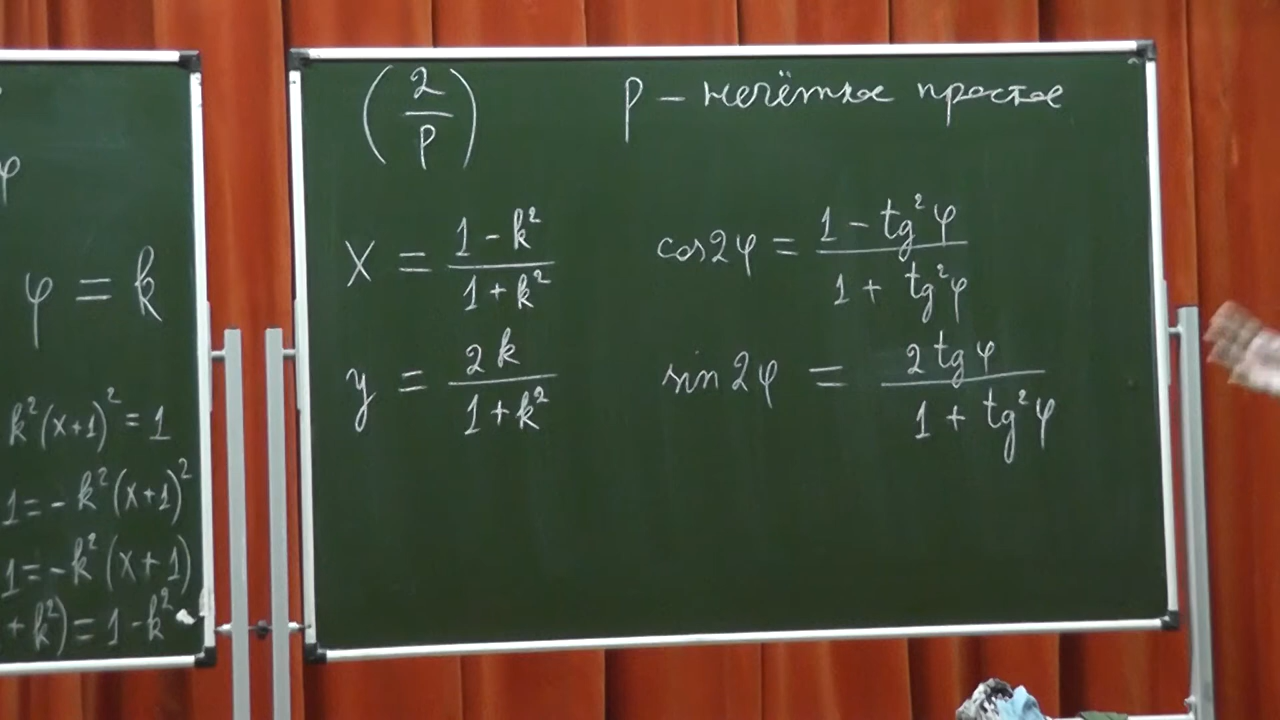 φ
φ = k
k²(x+1)² = 1
1 = -k²(x+1)²
1 = -k²(x+1)
+ k²) = 1 - k²
(2/p) p – нечётное простое
x = (1 - k²)/(1 + k²) cos2φ = (1 - tg²φ)/(1 + tg²φ)
y = 2k/(1 + k²) sin2φ = 2tgφ/(1 + tg²φ)